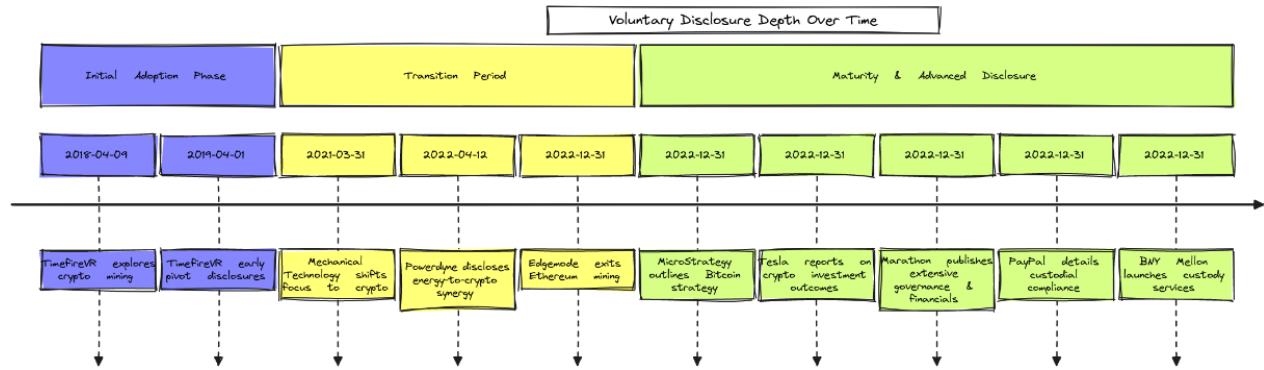 Voluntary Disclosure Depth Over Time
Initial Adoption Phase
Transition Period
Maturity & Advanced Disclosure
2018-04-09
2019-04-01
2021-03-31
2022-04-12
2022-12-31
2022-12-31
2022-12-31
2022-12-31
2022-12-31
2022-12-31
TimefireVR explores
crypto mining
TimefireVR early
pivot disclosures
Mechanical
Technology shifts
focus to crypto
Powerdyne discloses
energy-to-crypto
synergy
Edgemode exits
Ethereum mining
MicroStrategy
outlines Bitcoin
strategy
Tesla reports on
crypto investment
outcomes
Marathon publishes
extensive
governance &
financials
PayPal details
custodial
compliance
BNY Mellon
launches custody
services